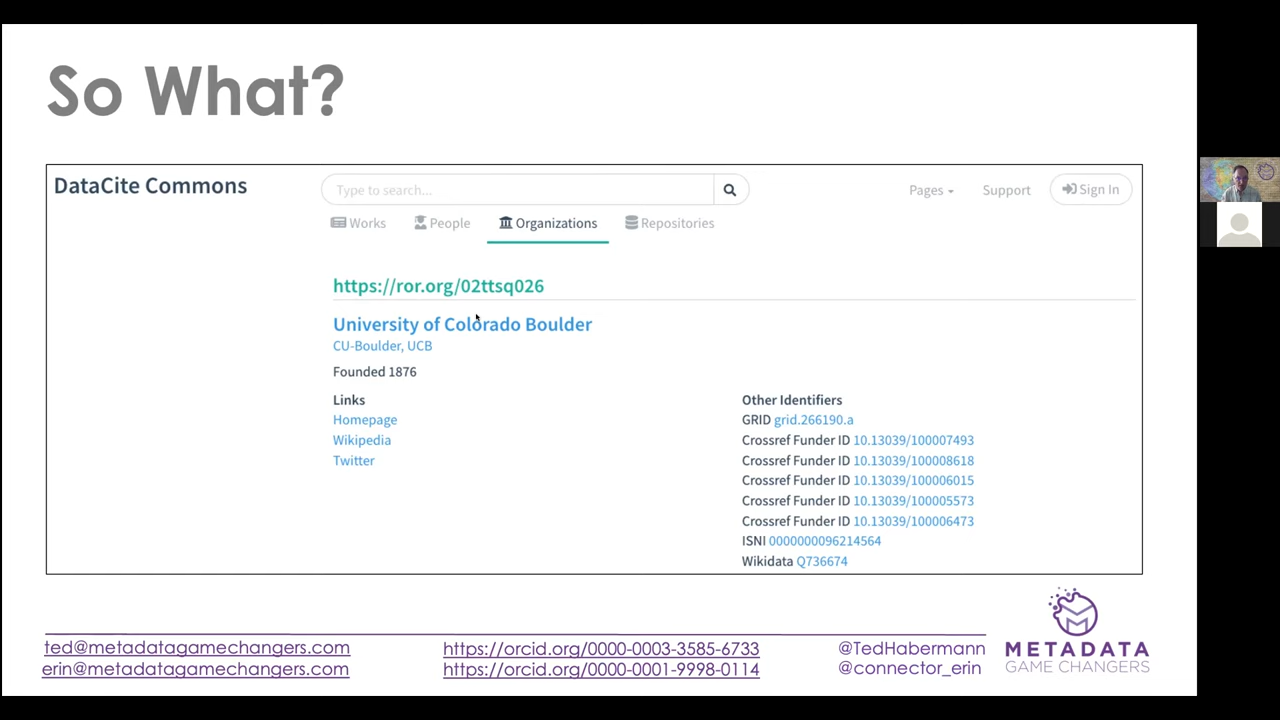 So What?
DataCite Commons
Type to search...
Pages
Support
Sign In
Works
People
Organizations
Repositories
https://ror.org/02ttsq026
University of Colorado Boulder
CU-Boulder, UCB
Founded 1876
Links
Homepage
Wikipedia
Twitter
Other Identifiers
GRID grid.266190.a
Crossref Funder ID 10.13039/100007493
Crossref Funder ID 10.13039/100008618
Crossref Funder ID 10.13039/100006015
Crossref Funder ID 10.13039/100005573
Crossref Funder ID 10.13039/100006473
ISNI 0000000096214564
Wikidata Q736674
ted@metadatagamechangers.com
erin@metadatagamechangers.com
https://orcid.org/0000-0003-3585-6733
https://orcid.org/0000-0001-9998-0114
@TedHabermann
@connector_erin
METADATA
GAME CHANGERS